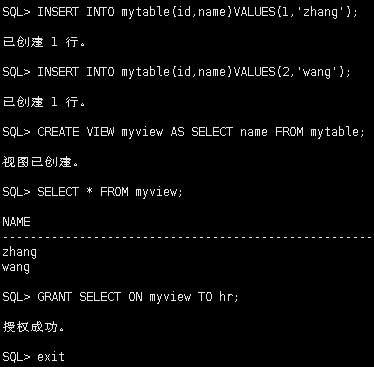 SQL> INSERT INTO mytable(id,name)VALUES(1,'zhang');
已创建 1 行。
SQL> INSERT INTO mytable(id,name)VALUES(2,'wang');
已创建 1 行。
SQL> CREATE VIEW myview AS SELECT name FROM mytable;
视图已创建。
SQL> SELECT * FROM myview;
NAME
--------------------------------------------------
zhang
wang
SQL> GRANT SELECT ON myview TO hr;
授权成功。
SQL> exit